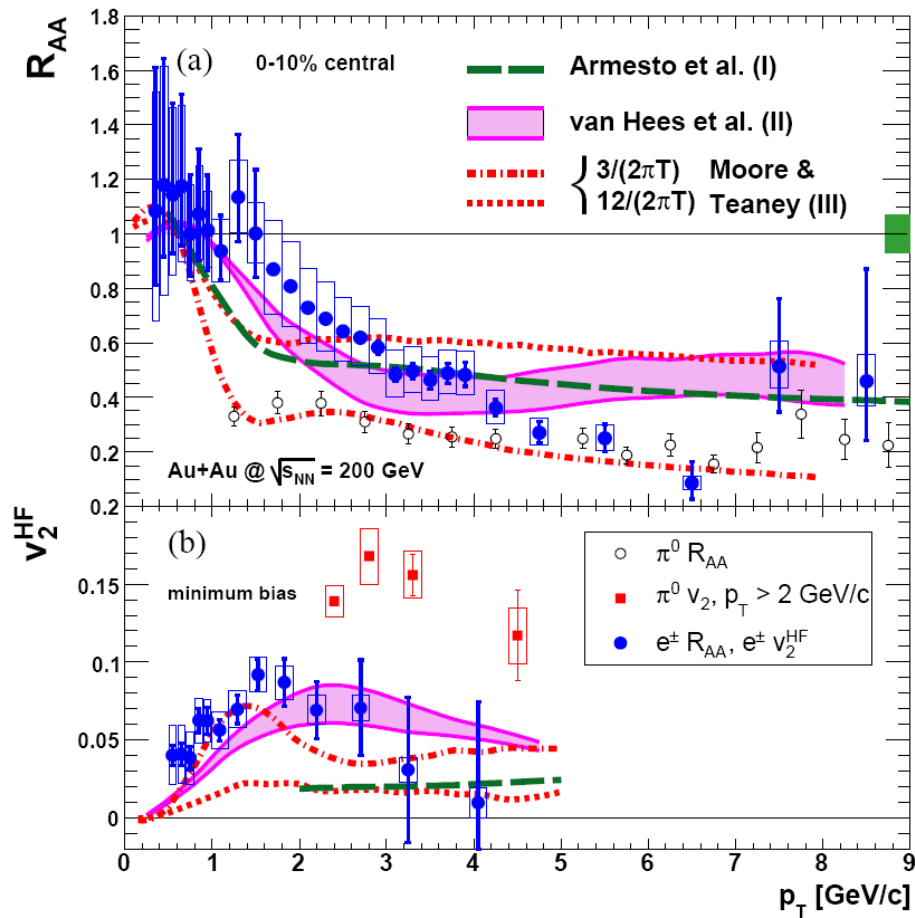 R_AA
1.8
1.6
1.4
1.2
1
0.8
0.6
0.4
0.2
(a)
0-10% central
Armesto et al. (I)
van Hees et al. (II)
3/(2πT) Moore &
12/(2πT) Teaney (III)
Au+Au @ √s_NN = 200 GeV
v_2^HF
0.2
0.15
0.1
0.05
0
(b)
minimum bias
π⁰ R_AA
π⁰ v_2, p_T > 2 GeV/c
e± R_AA, e± v_2^HF
0 1 2 3 4 5 6 7 8 9
p_T [GeV/c]